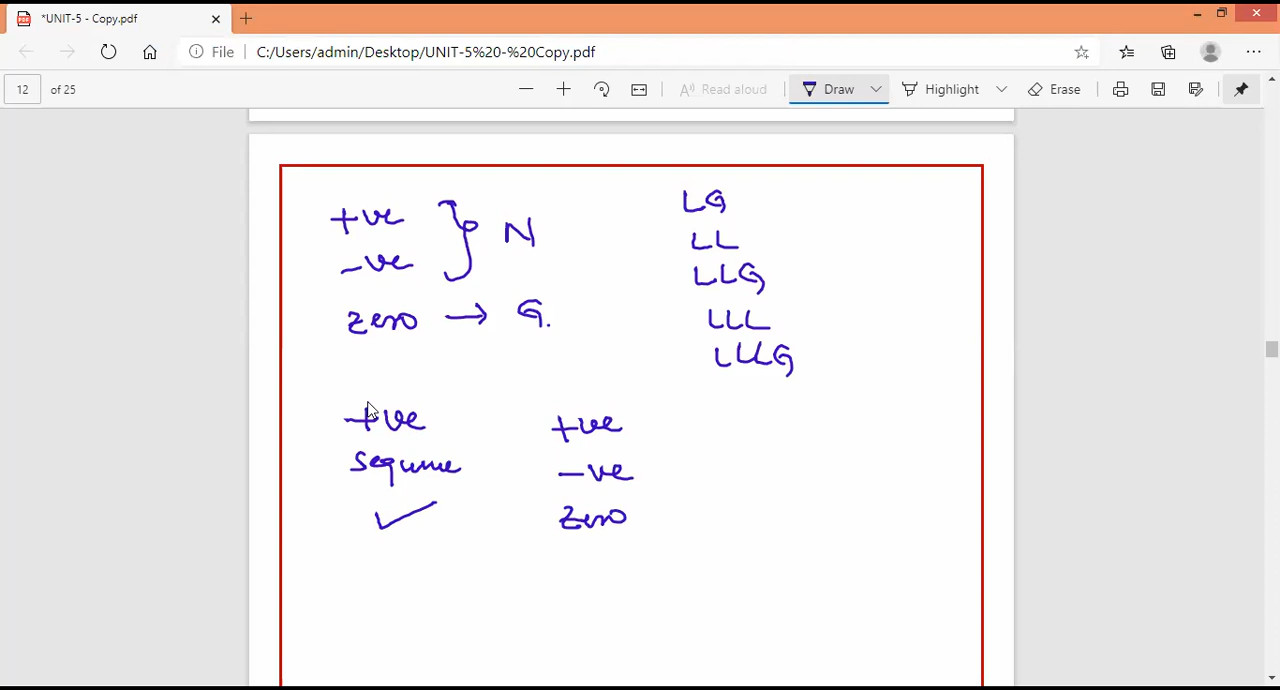 *UNIT-5 - Copy.pdf
File C:/Users/admin/Desktop/UNIT-5%20-%20Copy.pdf
12 of 25
Read aloud
Draw
Highlight
Erase
+ve
-ve
N
zero → G.
LG
LL
LLG
LLL
LLLG
+ve
✓
+ve
-ve
zero